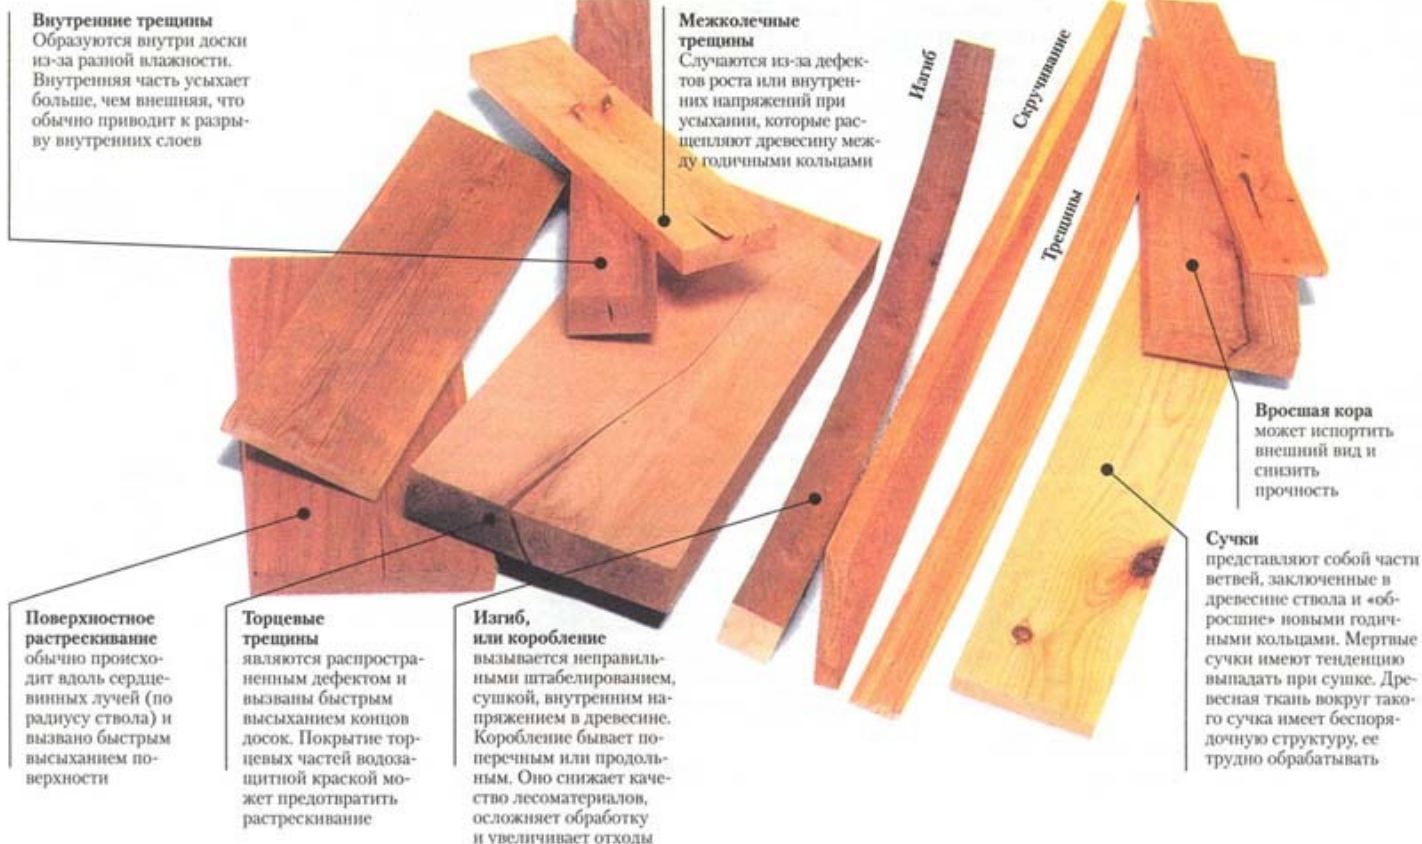 Внутренние трещины
Образуются внутри доски
из-за разной влажности.
Внутренняя часть усыхает
больше, чем внешняя, что
обычно приводит к разры-
ву внутренних слоев
Межколечные
трещины
Случаются из-за дефек-
тов роста или внутрен-
них напряжений при
усыхании, которые рас-
щепляют древесину меж-
ду годичными кольцами
Изгиб
Скручивание
Трещины
Вросшая кора
может испортить
внешний вид и
снизить
прочность
Поверхностное
растрескивание
обычно происхо-
дит вдоль сердце-
винных лучей (по
радиусу ствола) и
вызвано быстрым
высыханием по-
верхности
Торцевые
трещины
являются распростра-
ненным дефектом и
вызваны быстрым
высыханием концов
досок. Покрытие тор-
цевых частей водоза-
щитной краской мо-
жет предотвратить
растрескивание
Изгиб,
или коробление
вызывается неправиль-
ными штабелированием,
сушкой, внутренним на-
пряжением в древесине.
Коробление бывает по-
перечным или продоль-
ным. Оно снижает каче-
ство лесоматериалов,
осложняет обработку
и увеличивает отходы
Сучки
представляют собой части
ветвей, заключенные в
древесине ствола и «об-
росшие» новыми годич-
ными кольцами. Мертвые
сучки имеют тенденцию
выпадать при сушке. Дре-
весная ткань вокруг тако-
го сучка имеет беспоря-
дочную структуру, ее
трудно обрабатывать